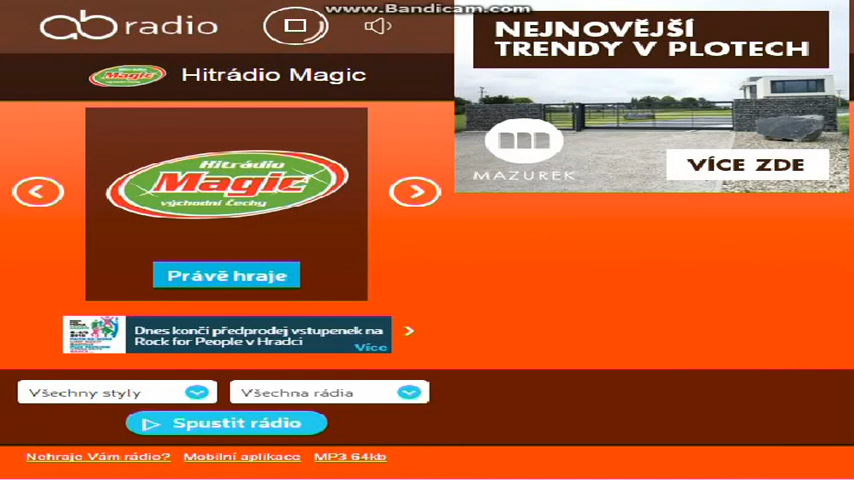 www.Bandicam.com
ab radio
NEJNOVĚJŠÍ
TRENDY V PLOTECH
Hitrádio Magic
Magic
Hitrádio
Magic
východní Čechy
MAZUREK
VÍCE ZDE
Právě hraje
Dnes končí předprodej vstupenek na
Rock for People v Hradci
Více
Všechny styly
Všechna rádia
Spustit rádio
Nehraje Vám rádio?
Mobilní aplikace
MP3 64kb